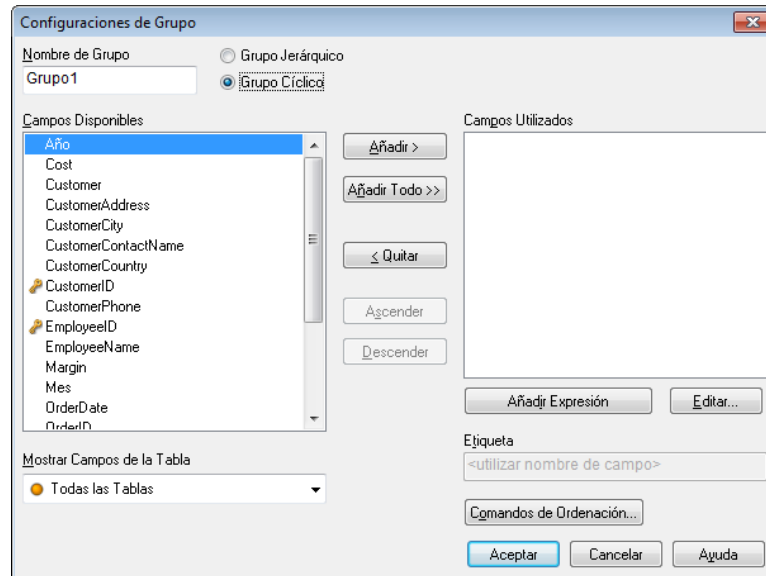 Configuraciones de Grupo
Nombre de Grupo
Grupo1
Grupo Jerárquico
Grupo Cíclico
Campos Disponibles
Año
Cost
Customer
CustomerAddress
CustomerCity
CustomerContactName
CustomerCountry
CustomerID
CustomerPhone
EmployeeID
EmployeeName
Margin
Mes
OrderDate
OrderID
Añadir >
Añadir Todo >>
< Quitar
Ascender
Descender
Campos Utilizados
Añadir Expresión
Editar...
Etiqueta
<utilizar nombre de campo>
Mostrar Campos de la Tabla
Todas las Tablas
Comandos de Ordenación...
Aceptar
Cancelar
Ayuda